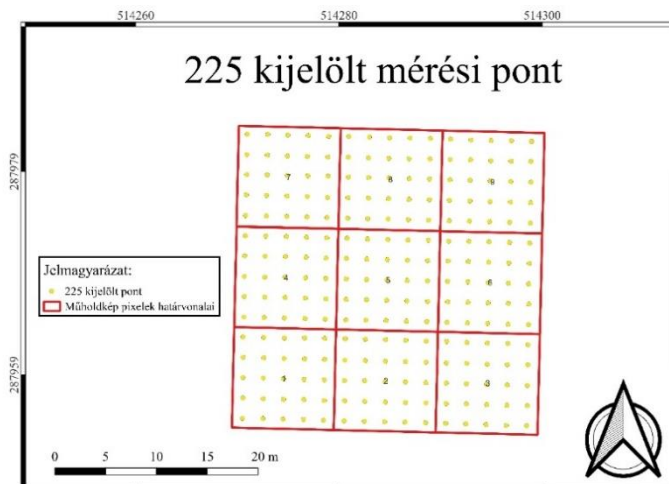 514260 514280 514300
225 kijelölt mérési pont
287979
7 8 9
4 5 6
Jelmagyarázat:
225 kijelölt pont
Műholdkép pixelek határvonalai
287959
1 2 3
0 5 10 15 20 m